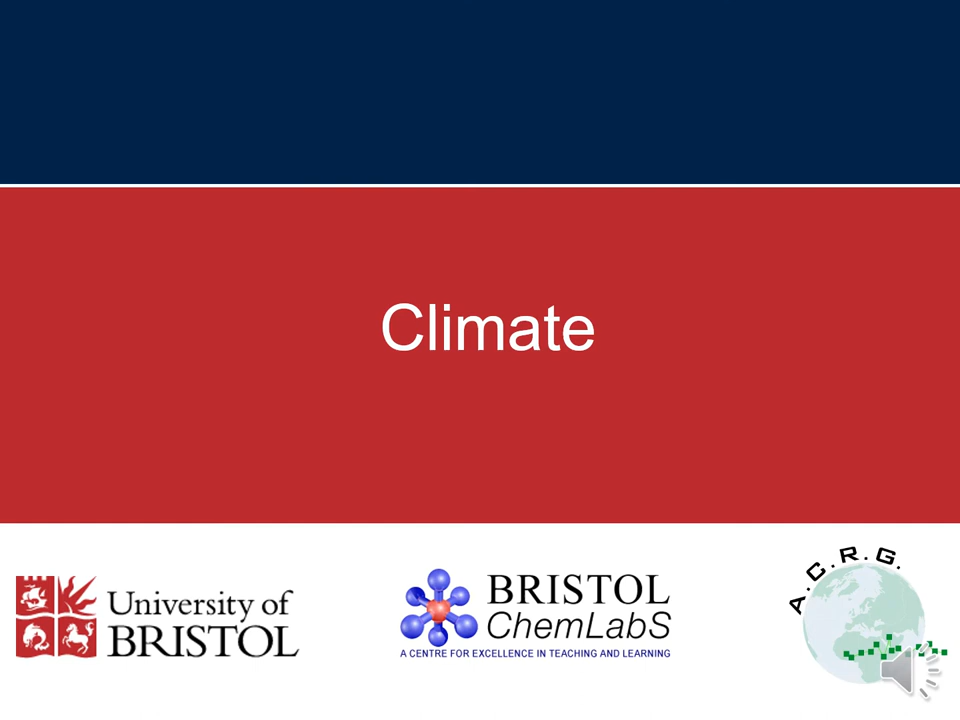 Climate
University of
BRISTOL
BRISTOL
ChemLabS
A CENTRE FOR EXCELLENCE IN TEACHING AND LEARNING
A.C.R.G.